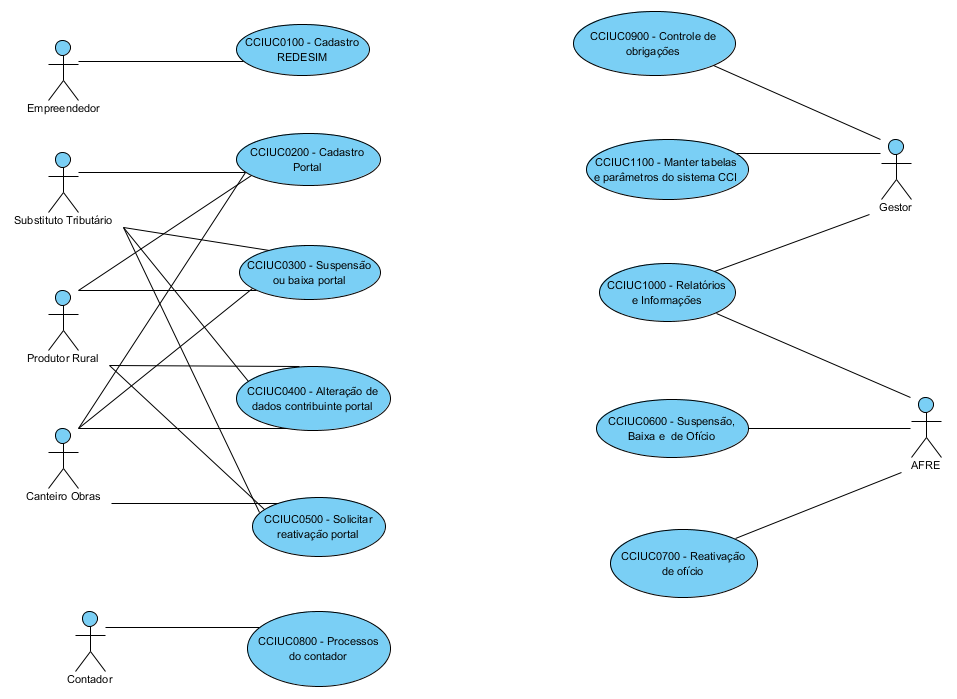 CCIUC0100 - Cadastro
REDESIM
Empreendedor
CCIUC0200 - Cadastro
Portal
Substituto Tributário
CCIUC0300 - Suspensão
ou baixa portal
Produtor Rural
CCIUC0400 - Alteração de
dados contribuinte portal
Canteiro Obras
CCIUC0500 - Solicitar
reativação portal
CCIUC0800 - Processos
do contador
Contador
CCIUC0900 - Controle de
obrigações
CCIUC1100 - Manter tabelas
e parâmetros do sistema CCI
Gestor
CCIUC1000 - Relatórios
e Informações
CCIUC0600 - Suspensão,
Baixa e  de Ofício
AFRE
CCIUC0700 - Reativação
de ofício